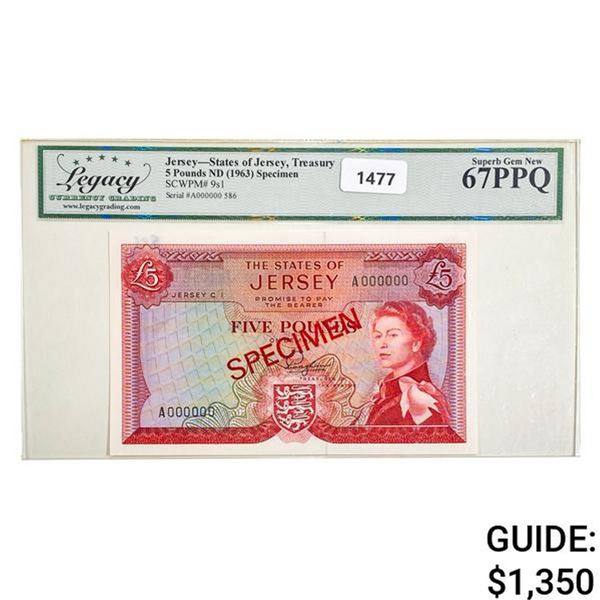 Legacy
CURRENCY GRADING
www.legacygrading.com
Jersey—States of Jersey, Treasury
5 Pounds ND (1963) Specimen
SCWPM# 9s1
Serial #A000000 586
1477
Superb Gem New
67PPQ
£5
THE STATES OF
JERSEY
A000000
£5
JERSEY C.I.
PROMISE TO PAY
THE BEARER
FIVE POUNDS
SPECIMEN
A000000
GUIDE:
$1,350